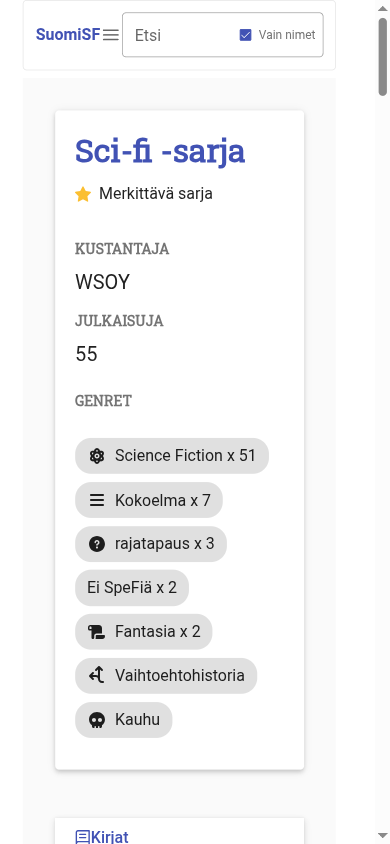 SuomiSF
Etsi
Vain nimet
Sci-fi -sarja
Merkittävä sarja
KUSTANTAJA
WSOY
JULKAISUJA
55
GENRET
Science Fiction x 51
Kokoelma x 7
rajatapaus x 3
Ei SpeFiä x 2
Fantasia x 2
Vaihtoehtohistoria
Kauhu
Kirjat